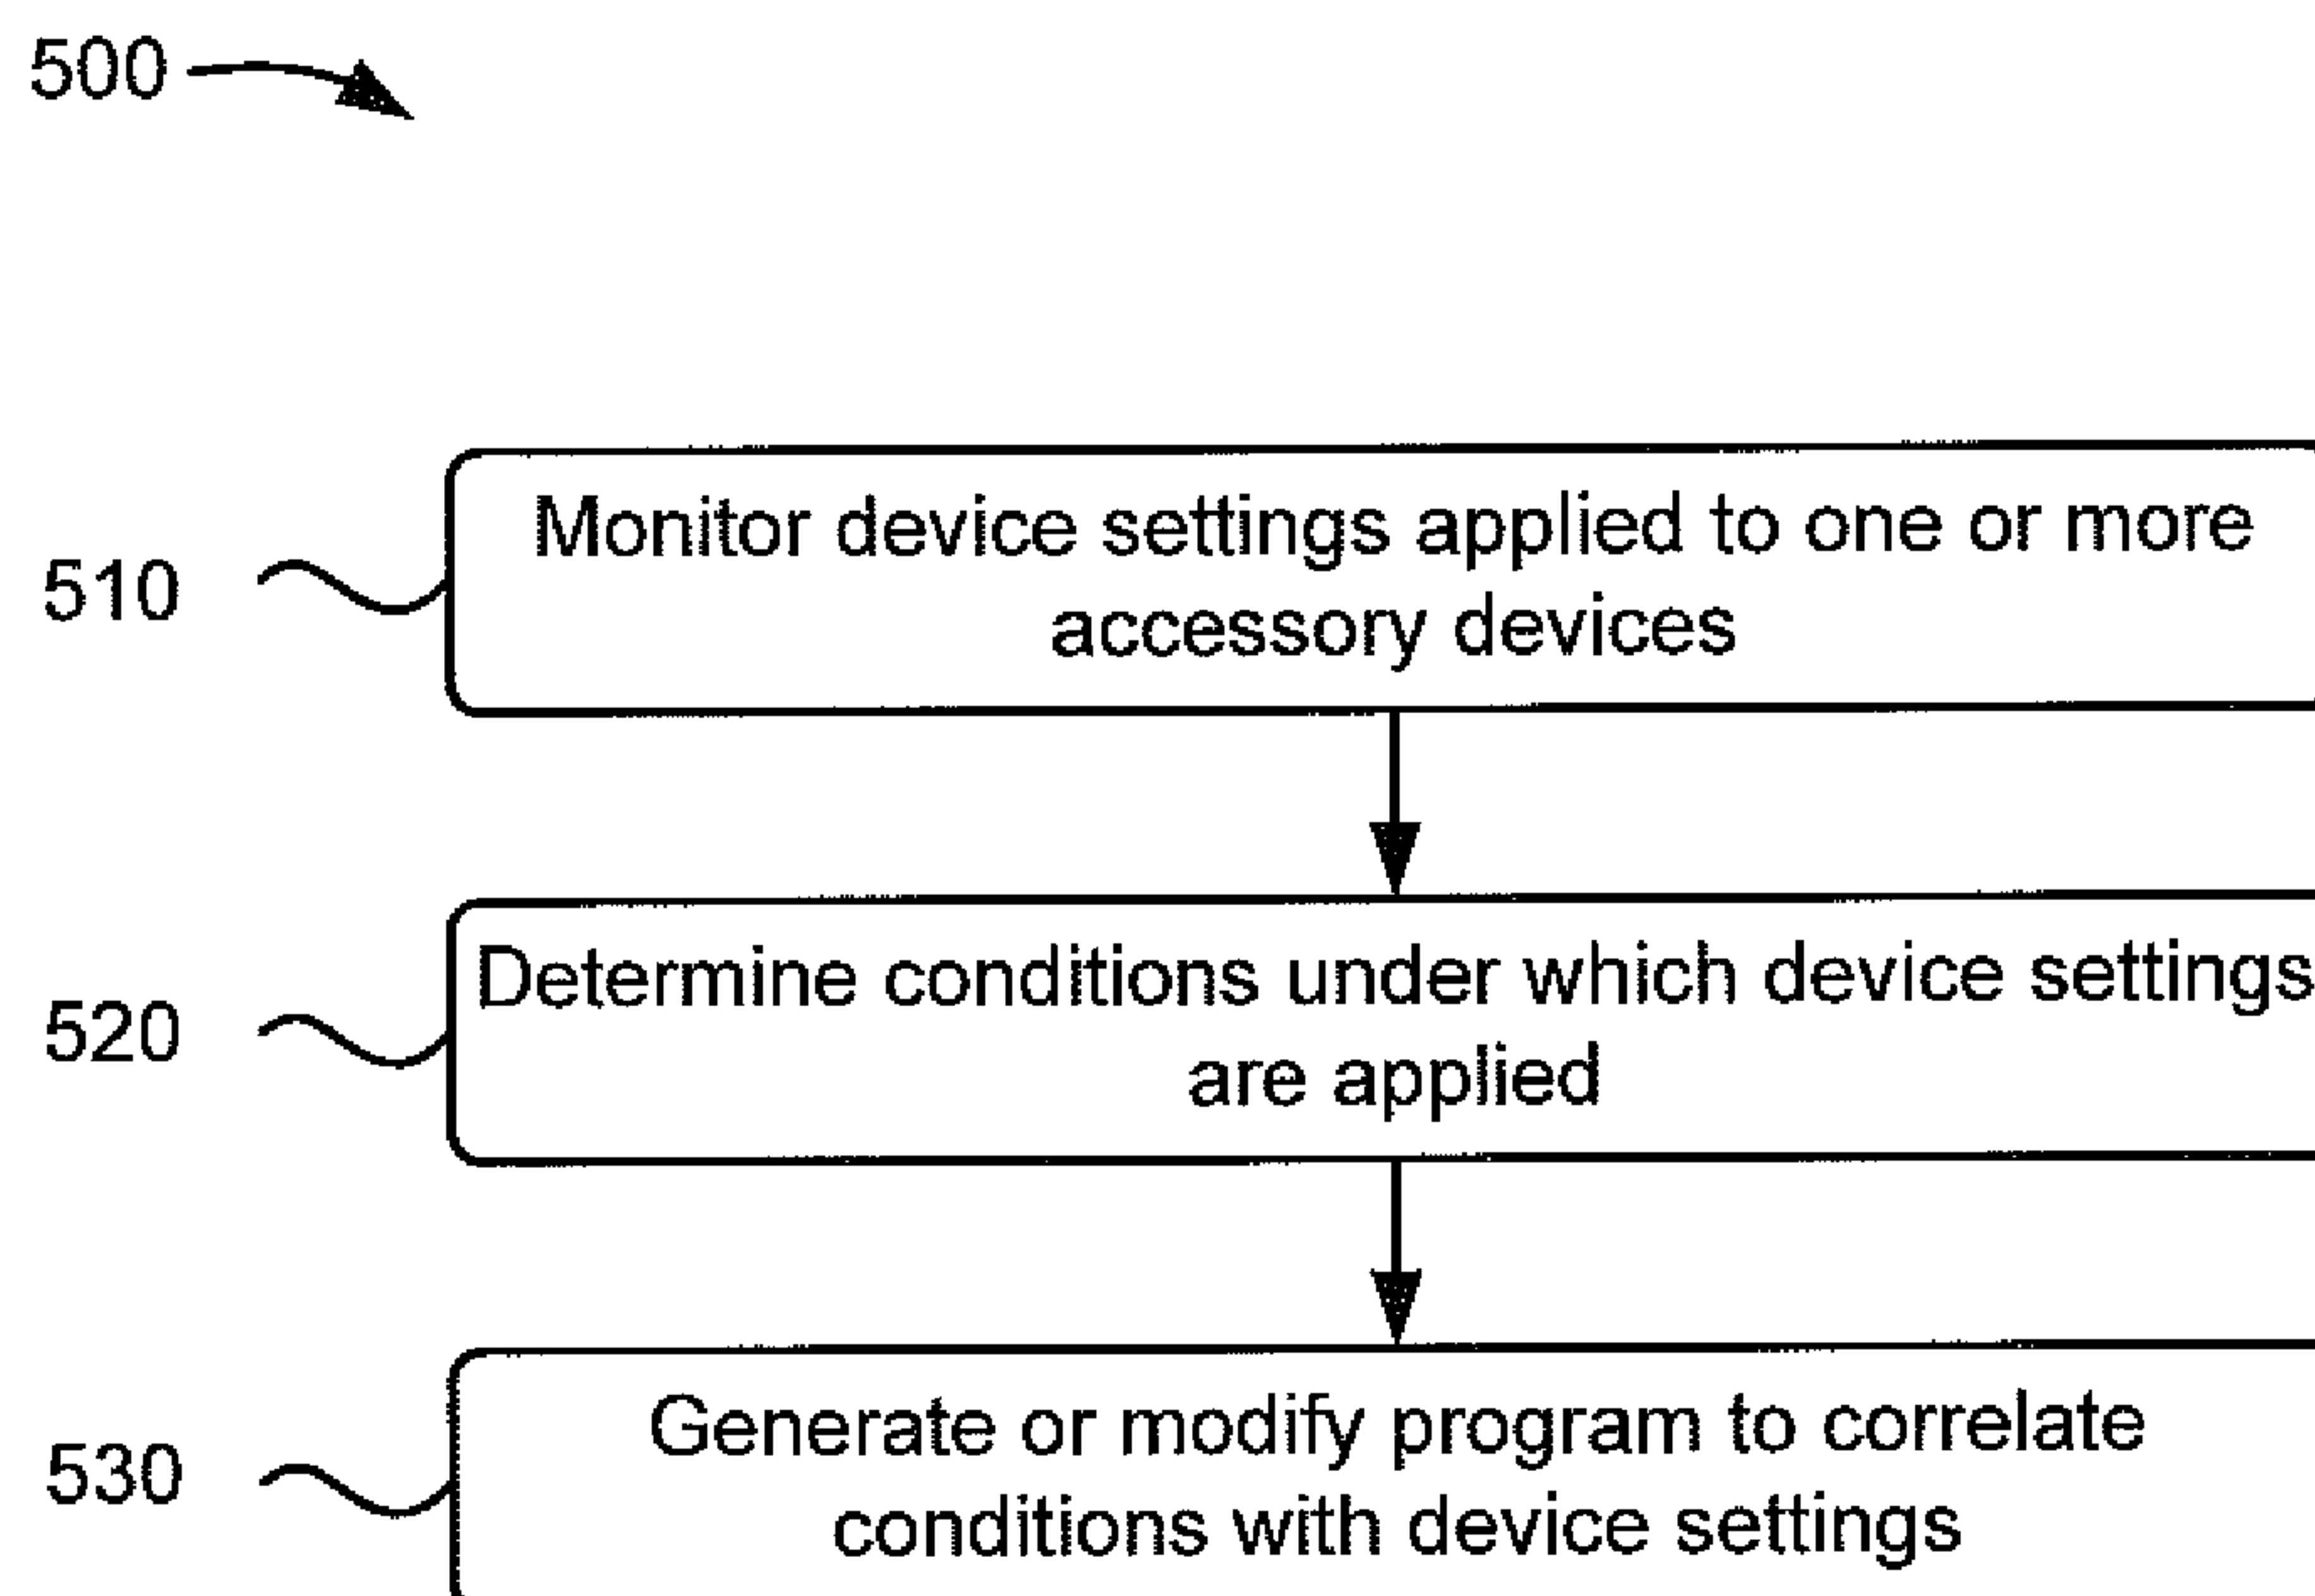 500
510
Monitor device settings applied to one or more
accessory devices
520
Determine conditions under which device settings
are applied
530
Generate or modify program to correlate
conditions with device settings